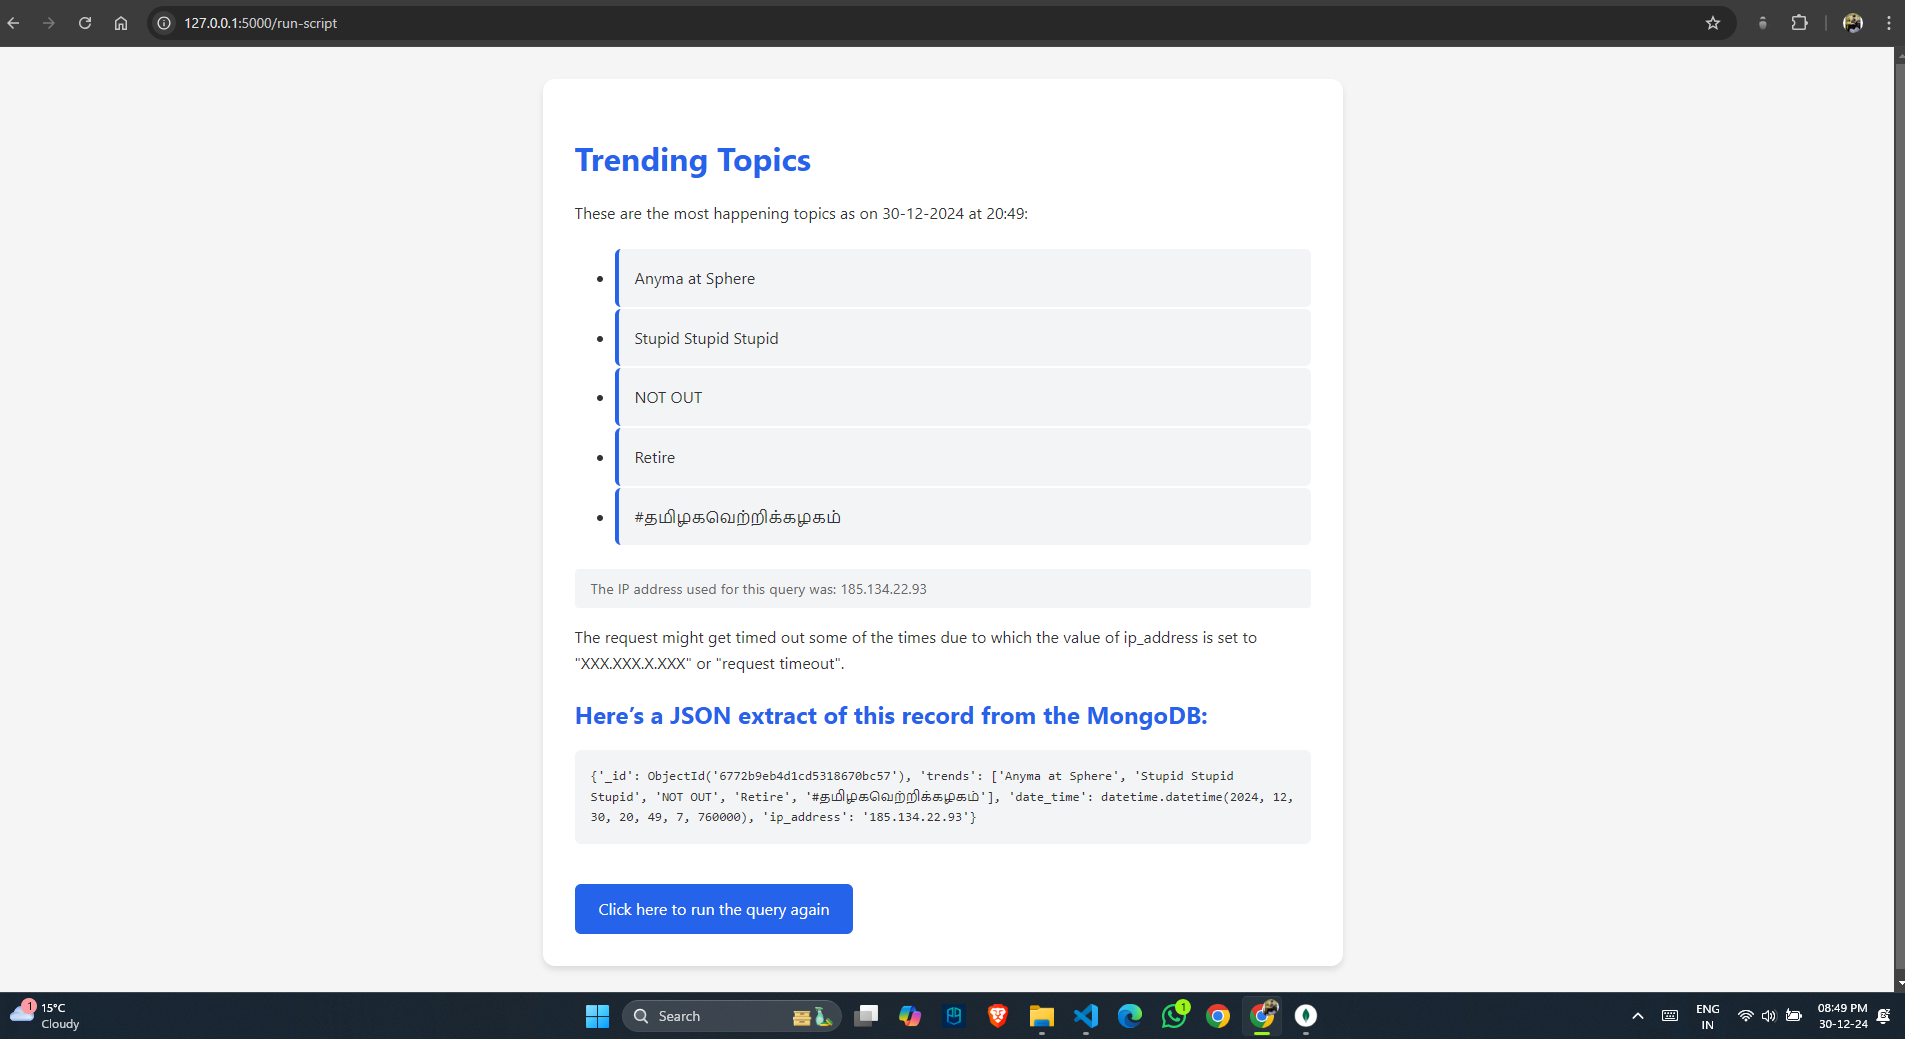 127.0.0.1:5000/run-script
Trending Topics
These are the most happening topics as on 30-12-2024 at 20:49:
Anyma at Sphere
Stupid Stupid Stupid
NOT OUT
Retire
#தமிழகவெற்றிக்கழகம்
The IP address used for this query was: 185.134.22.93
The request might get timed out some of the times due to which the value of ip_address is set to
"XXX.XXX.X.XXX" or "request timeout".
Here’s a JSON extract of this record from the MongoDB:
{'_id': ObjectId('6772b9eb4d1cd5318670bc57'), 'trends': ['Anyma at Sphere', 'Stupid Stupid
Stupid', 'NOT OUT', 'Retire', '#தமிழகவெற்றிக்கழகம்'], 'date_time': datetime.datetime(2024, 12,
30, 20, 49, 7, 760000), 'ip_address': '185.134.22.93'}
Click here to run the query again
1
15°C
Cloudy
Search
1
ENG
IN
08:49 PM
30-12-24